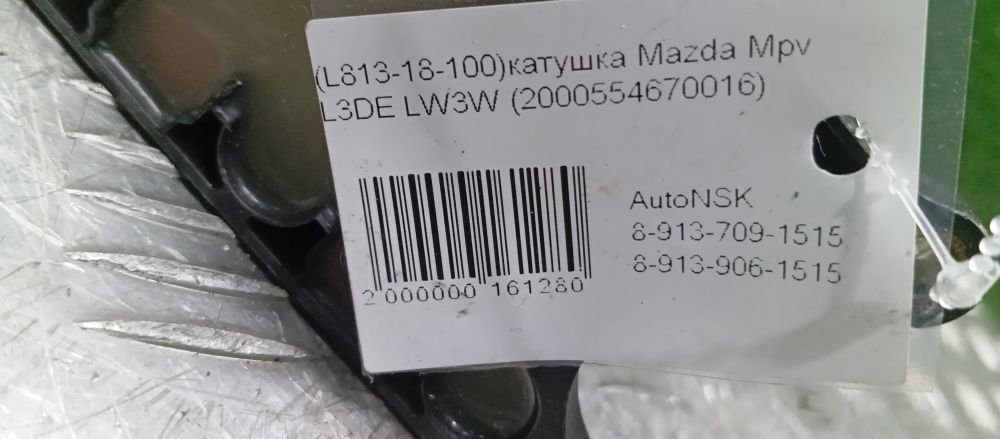 (L813-18-100)катушка Mazda Mpv
L3DE LW3W (2000554670016)
AutoNSK
8-913-709-1515
8-913-906-1515
2 000000 161280